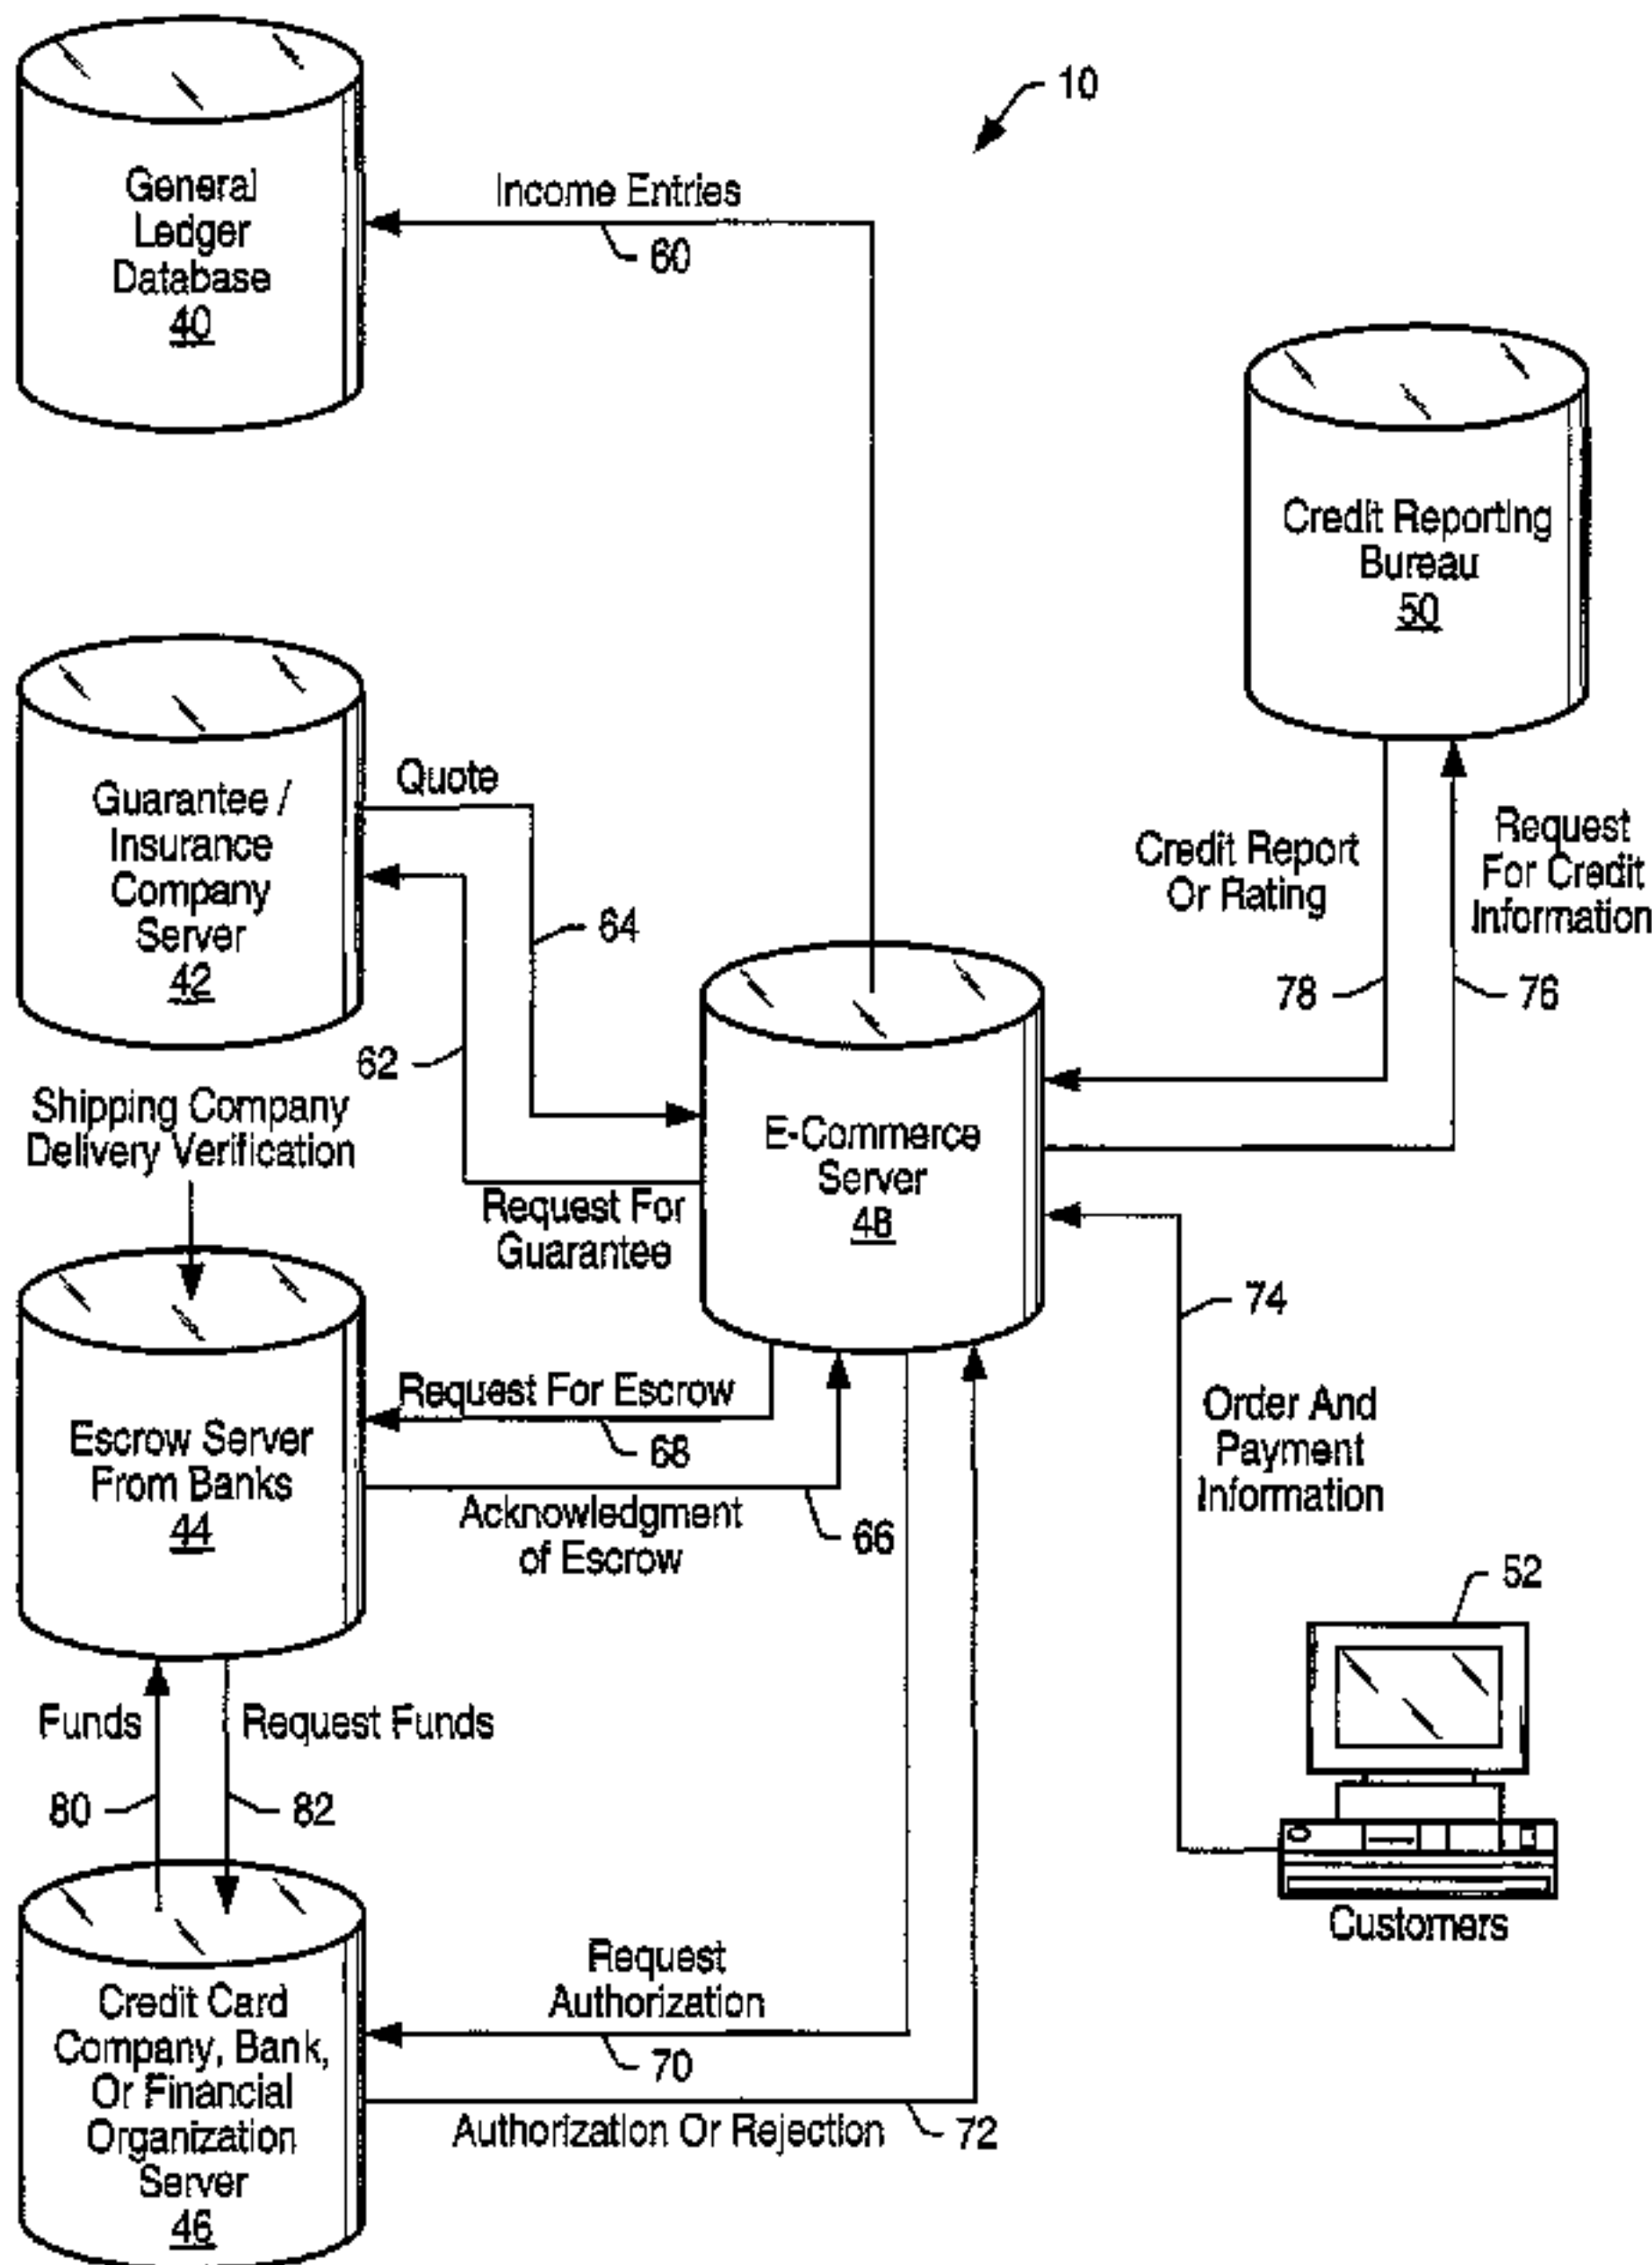 10
General
Ledger
Database
40
Income Entries
60
Credit Reporting
Bureau
50
Guarantee /
Insurance
Company
Server
42
Quote
64
62
Request For
Guarantee
Credit Report
Or Rating
78
Request
For Credit
Information
76
E-Commerce
Server
48
Shipping Company
Delivery Verification
Escrow Server
From Banks
44
Request For Escrow
68
Acknowledgment
of Escrow
66
74
Order And
Payment
Information
52
Customers
Funds
80
Request Funds
82
Credit Card
Company, Bank,
Or Financial
Organization
Server
46
Request
Authorization
70
Authorization Or Rejection
72